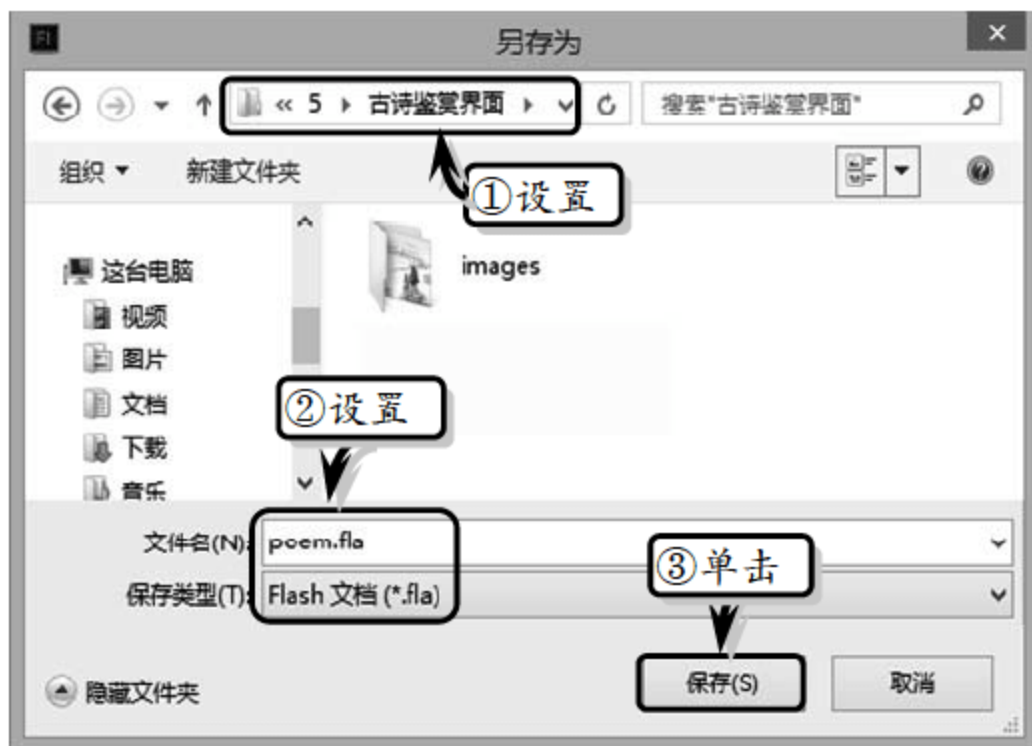 Fl 另存为
« 5 古诗鉴赏界面 搜索"古诗鉴赏界面"
组织 新建文件夹
①设置
images
这台电脑
视频
图片
文档
下载
音乐
②设置
文件名(N): poem.fla
保存类型(T): Flash 文档 (*.fla)
③单击
隐藏文件夹 保存(S) 取消